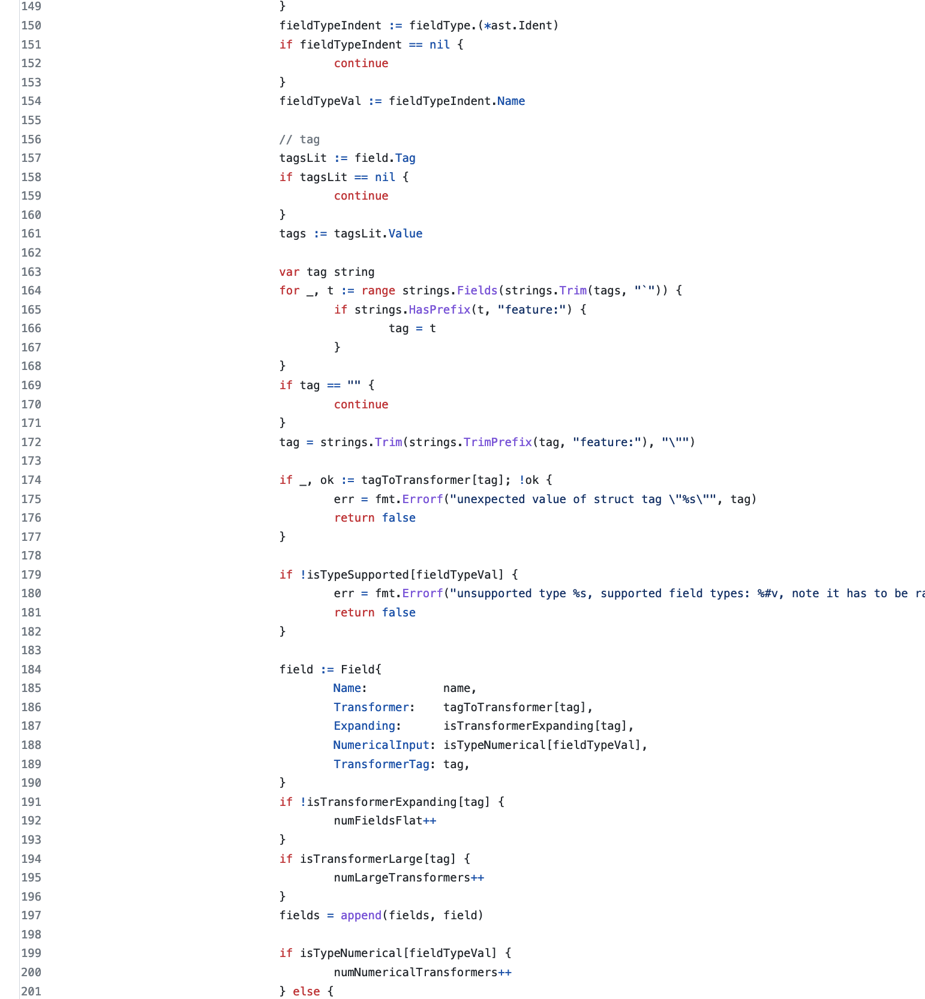 149 }
150 fieldTypeIndent := fieldType.(*ast.Ident)
151 if fieldTypeIndent == nil {
152 continue
153 }
154 fieldTypeVal := fieldTypeIndent.Name
155
156 // tag
157 tagsLit := field.Tag
158 if tagsLit == nil {
159 continue
160 }
161 tags := tagsLit.Value
162
163 var tag string
164 for _, t := range strings.Fields(strings.Trim(tags, "`")) {
165 if strings.HasPrefix(t, "feature:") {
166 tag = t
167 }
168 }
169 if tag == "" {
170 continue
171 }
172 tag = strings.Trim(strings.TrimPrefix(tag, "feature:"), "\"")
173
174 if _, ok := tagToTransformer[tag]; !ok {
175 err = fmt.Errorf("unexpected value of struct tag \"%s\"", tag)
176 return false
177 }
178
179 if !isTypeSupported[fieldTypeVal] {
180 err = fmt.Errorf("unsupported type %s, supported field types: %#v, note it has to be
181 return false
182 }
183
184 field := Field{
185 Name: name,
186 Transformer: tagToTransformer[tag],
187 Expanding: isTransformerExpanding[tag],
188 NumericalInput: isTypeNumerical[fieldTypeVal],
189 TransformerTag: tag,
190 }
191 if !isTransformerExpanding[tag] {
192 numFieldsFlat++
193 }
194 if isTransformerLarge[tag] {
195 numLargeTransformers++
196 }
197 fields = append(fields, field)
198
199 if isTypeNumerical[fieldTypeVal] {
200 numNumericalTransformers++
201 } else {